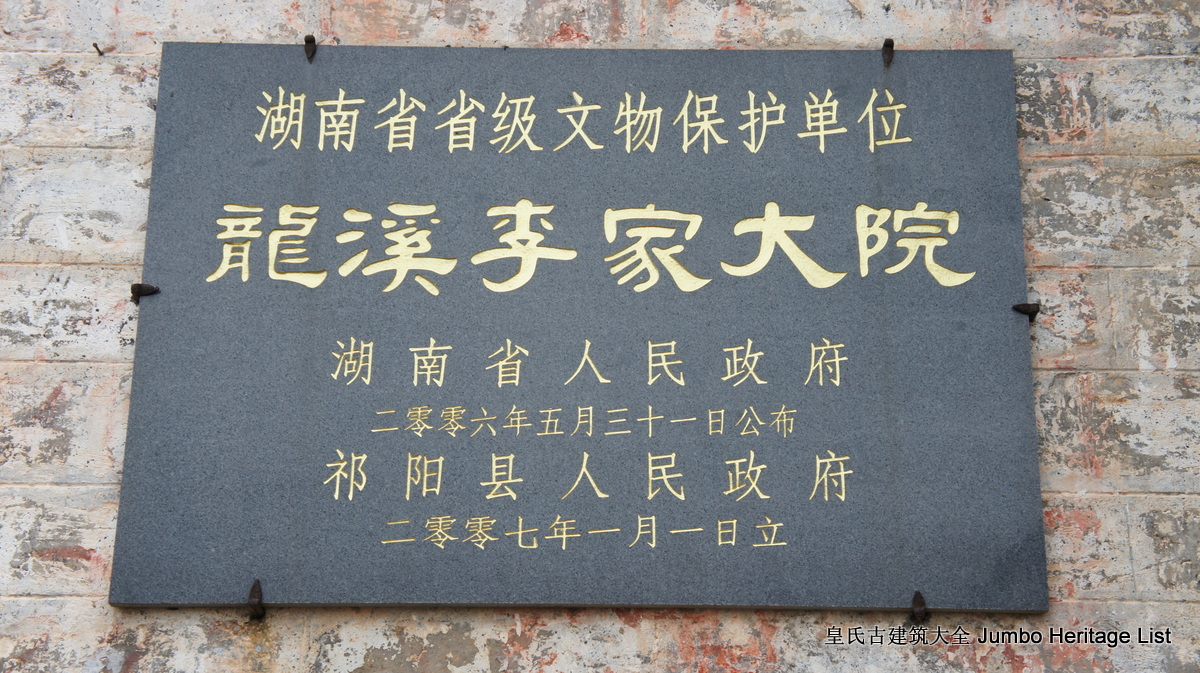 湖南省省级文物保护单位
龍溪李家大院
湖南省人民政府
二零零六年五月三十一日公布
祁阳县人民政府
二零零七年一月一日立
皇氏古建筑大全 Jumbo Heritage List